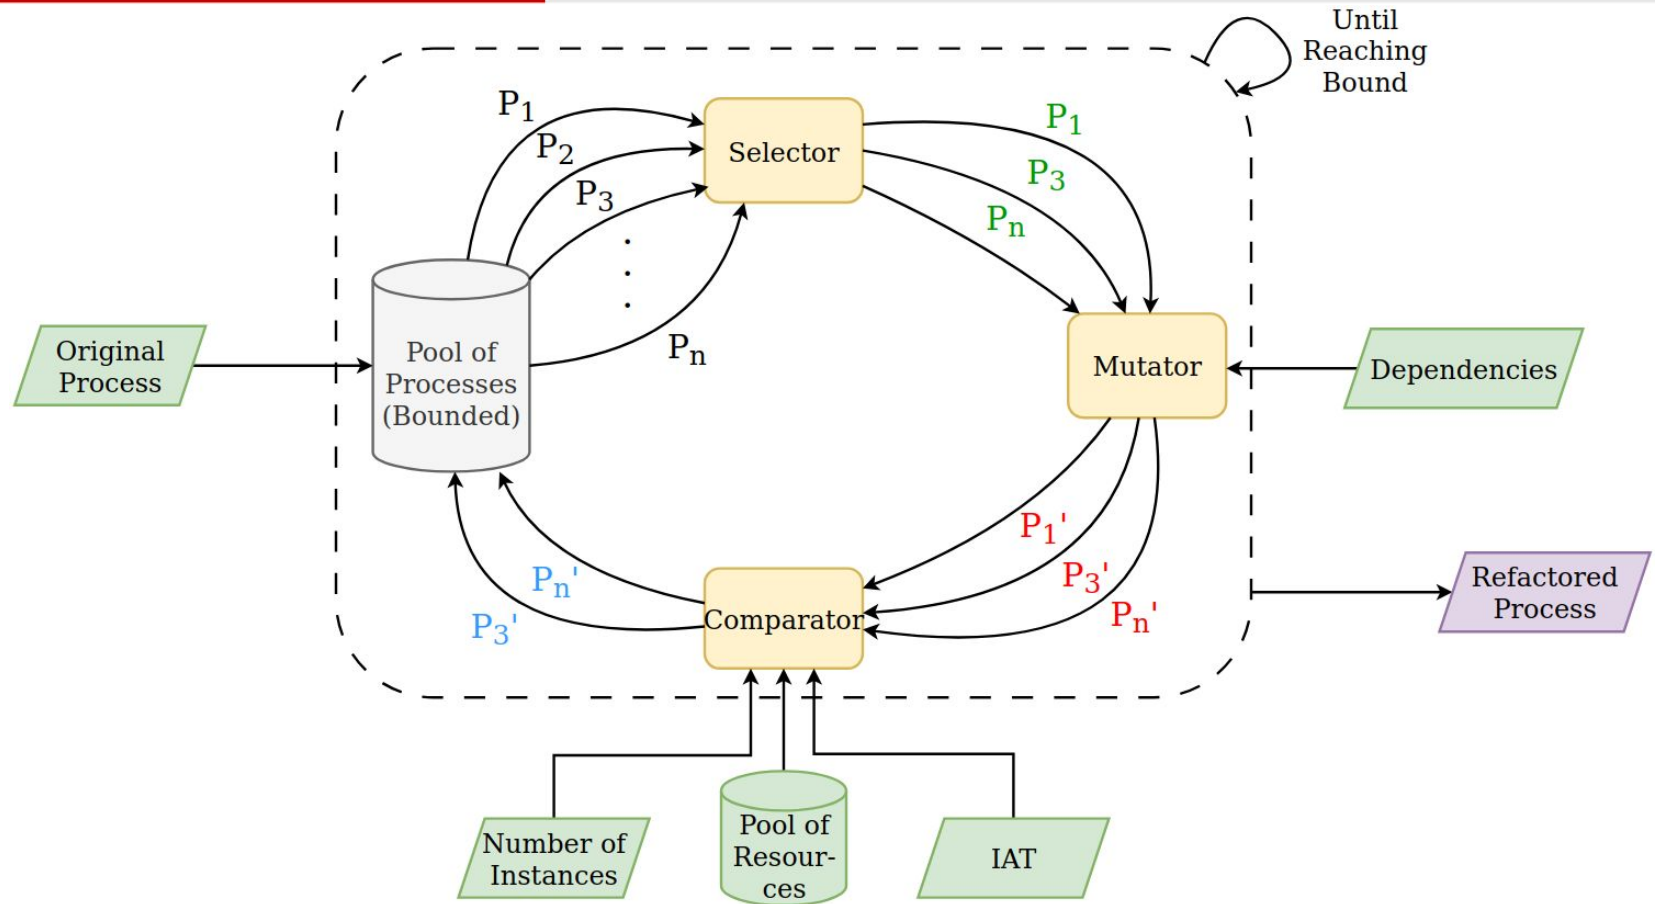 Until
Reaching
Bound
P1
P2
P3
.
.
.
Pn
Selector
P1
P3
Pn
Original
Process
Pool of
Processes
(Bounded)
Mutator
Dependencies
P1'
P3'
Pn'
Pn'
P3'
Comparator
Refactored
Process
Number of
Instances
Pool of
Resour-
ces
IAT